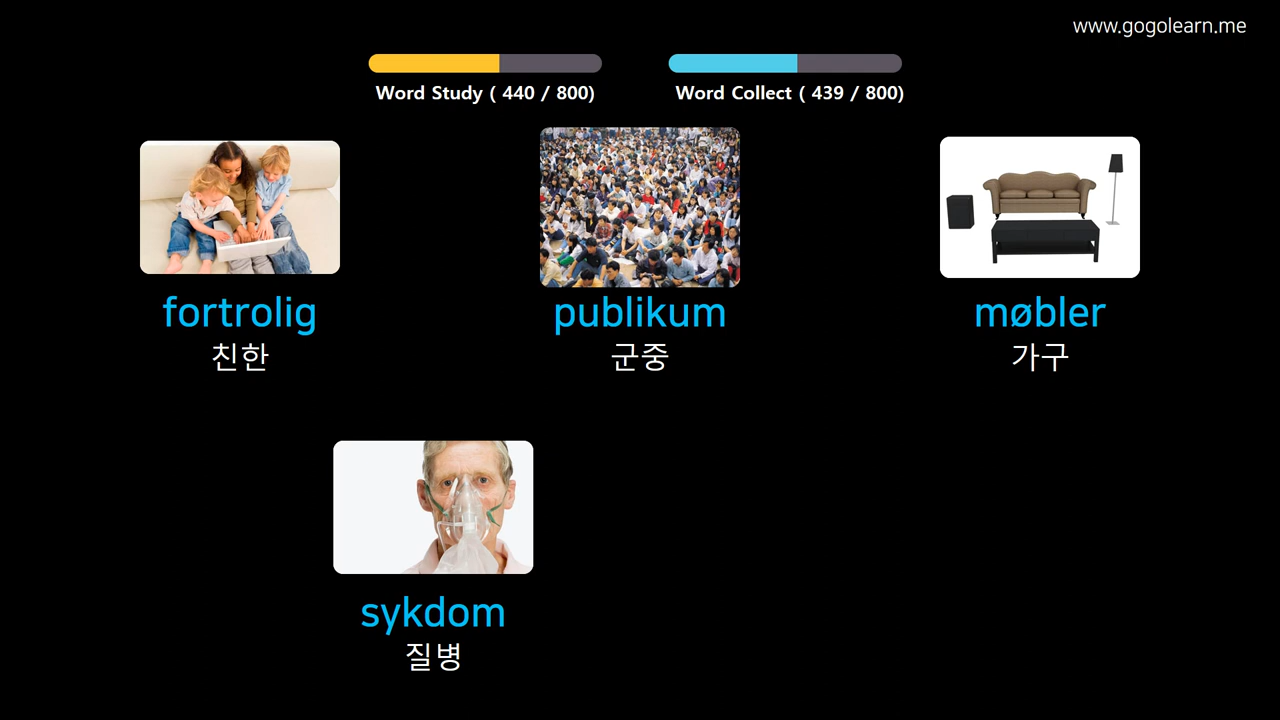 www.gogolearn.me
Word Study ( 440 / 800)
Word Collect ( 439 / 800)
fortrolig
친한
publikum
군중
møbler
가구
sykdom
질병